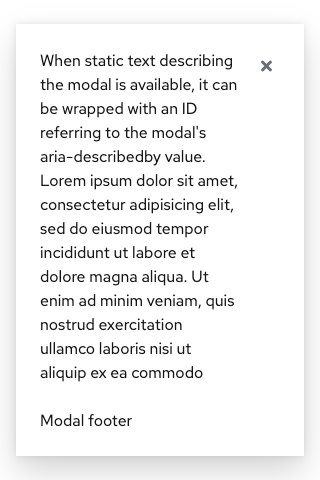 When static text describing
the modal is available, it can
be wrapped with an ID
referring to the modal's
aria-describedby value.
Lorem ipsum dolor sit amet,
consectetur adipisicing elit,
sed do eiusmod tempor
incididunt ut labore et
dolore magna aliqua. Ut
enim ad minim veniam, quis
nostrud exercitation
ullamco laboris nisi ut
aliquip ex ea commodo
Modal footer